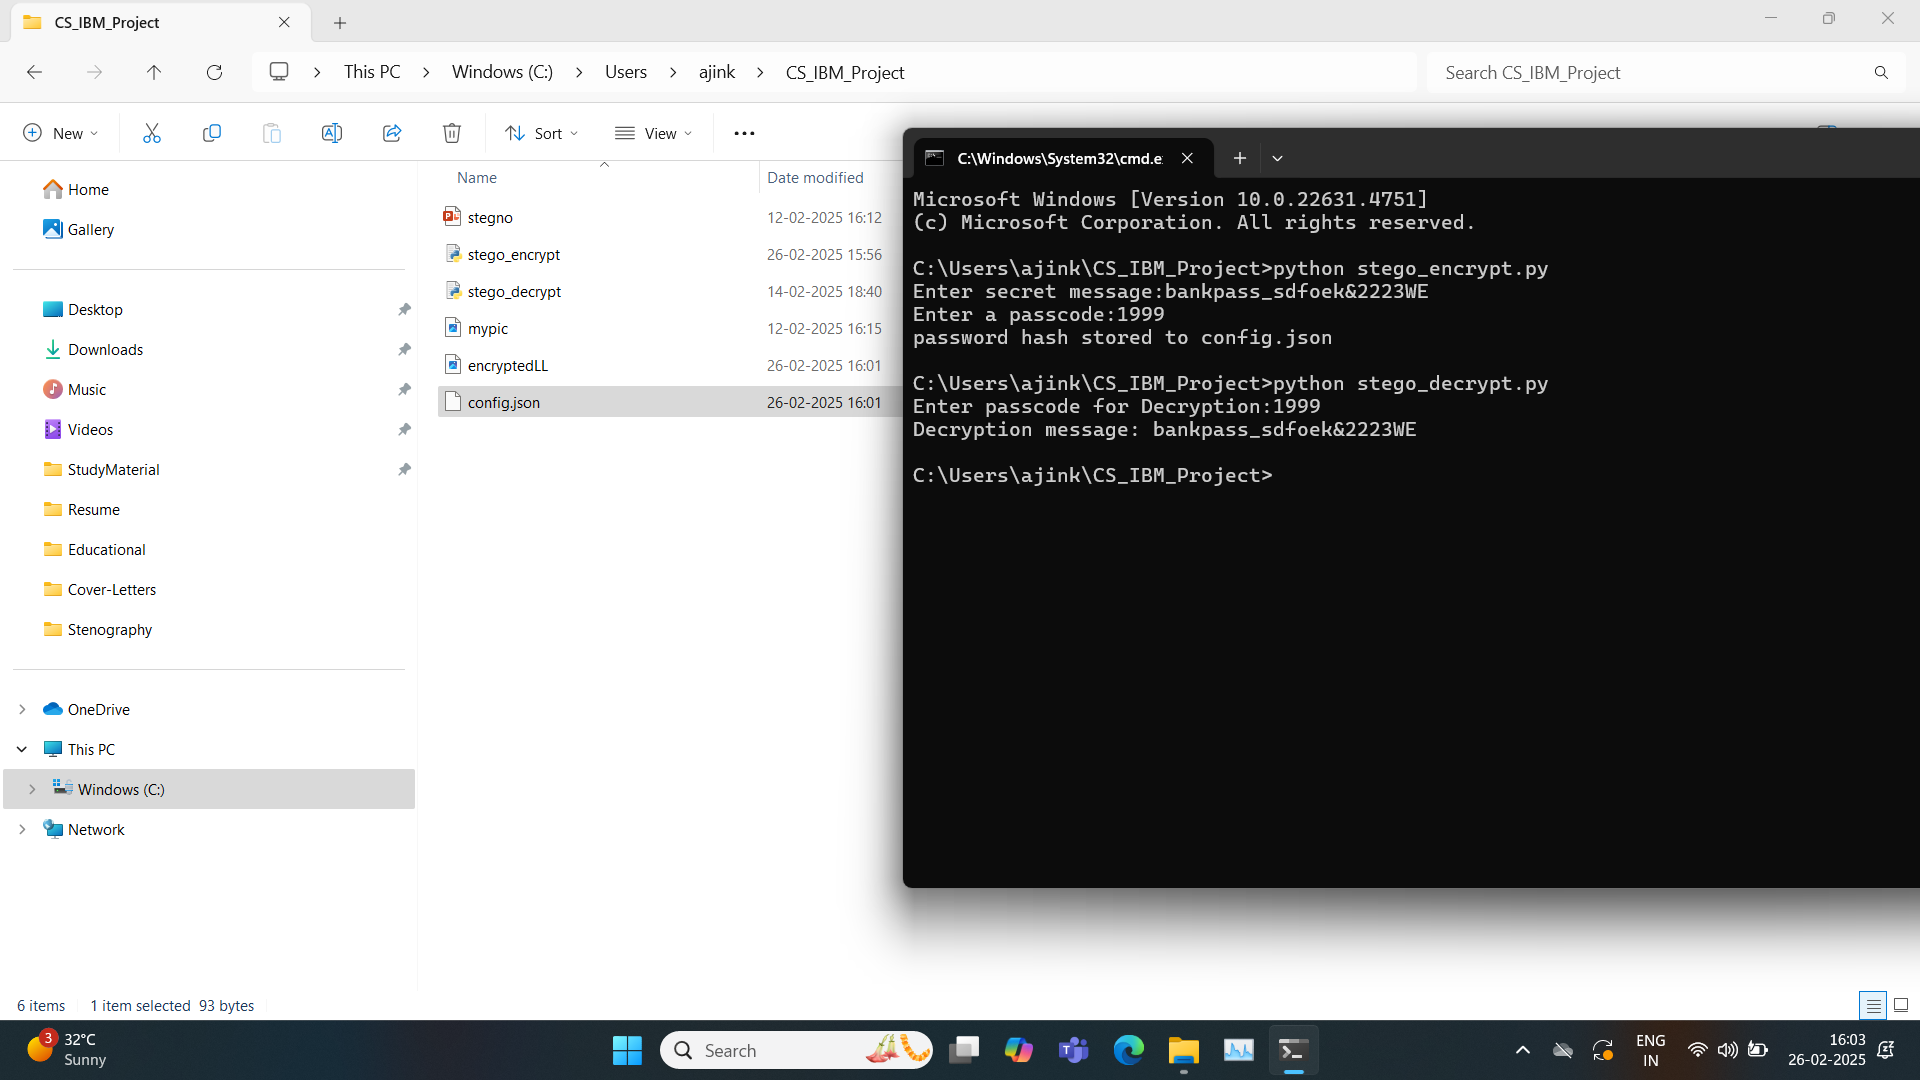 CS_IBM_Project
This PC > Windows (C:) > Users > ajink > CS_IBM_Project
Search CS_IBM_Project
New
Sort
View
Home
Gallery
Desktop
Downloads
Music
Videos
StudyMaterial
Resume
Educational
Cover-Letters
Stenography
OneDrive
This PC
Windows (C:)
Network
Name Date modified
stegno 12-02-2025 16:12
stego_encrypt 26-02-2025 15:56
stego_decrypt 14-02-2025 18:40
mypic 12-02-2025 16:15
encryptedLL 26-02-2025 16:01
config.json 26-02-2025 16:01
C:\Windows\System32\cmd.e
Microsoft Windows [Version 10.0.22631.4751]
(c) Microsoft Corporation. All rights reserved.
C:\Users\ajink\CS_IBM_Project>python stego_encrypt.py
Enter secret message:bankpass_sdfoek&2223WE
Enter a passcode:1999
password hash stored to config.json
C:\Users\ajink\CS_IBM_Project>python stego_decrypt.py
Enter passcode for Decryption:1999
Decryption message: bankpass_sdfoek&2223WE
C:\Users\ajink\CS_IBM_Project>
6 items 1 item selected 93 bytes
3
32°C
Sunny
Search
ENG
IN
16:03
26-02-2025